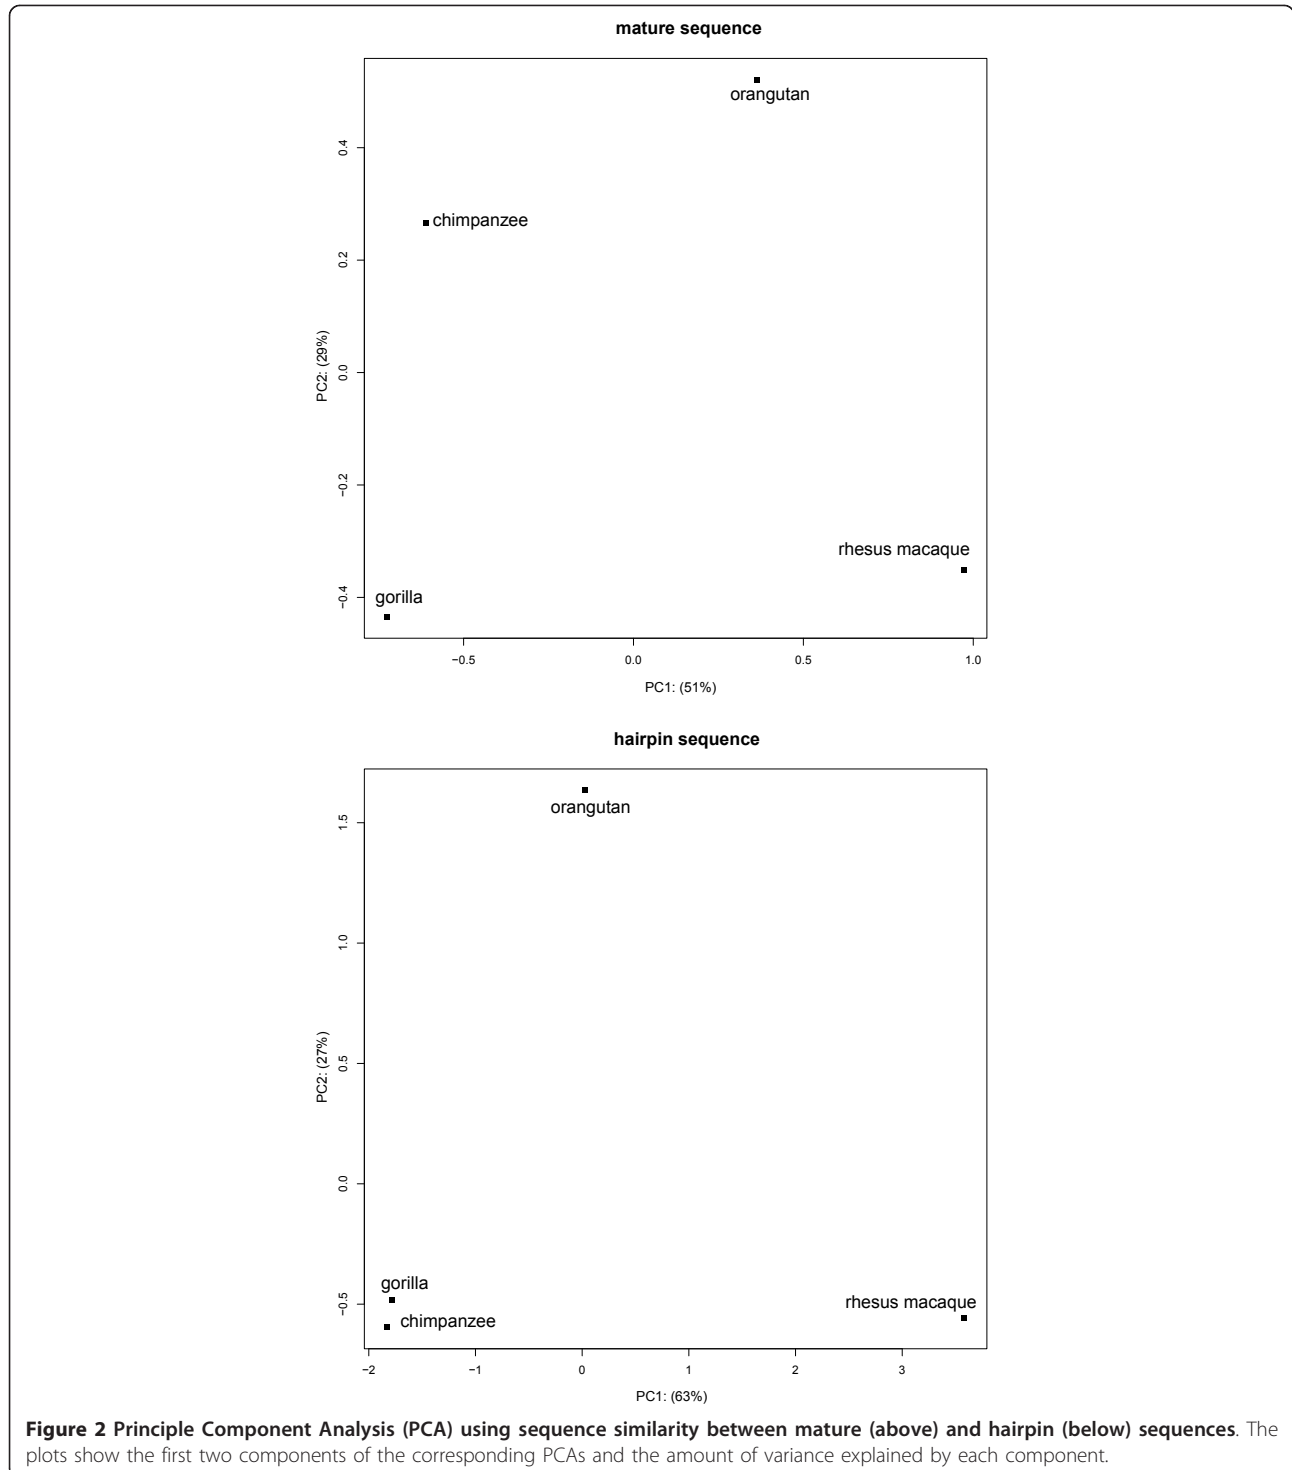 mature sequence
orangutan
0.4
chimpanzee
0.2
PC2: (29%)
0.0
−0.2
rhesus macaque
−0.4
gorilla
−0.5 0.0 0.5 1.0
PC1: (51%)
hairpin sequence
orangutan
1.5
1.0
PC2: (27%)
0.5
0.0
gorilla
−0.5
rhesus macaque
chimpanzee
−2 −1 0 1 2 3
PC1: (63%)
Figure 2 Principle Component Analysis (PCA) using sequence similarity between mature (above) and hairpin (below) sequences. The
plots show the first two components of the corresponding PCAs and the amount of variance explained by each component.